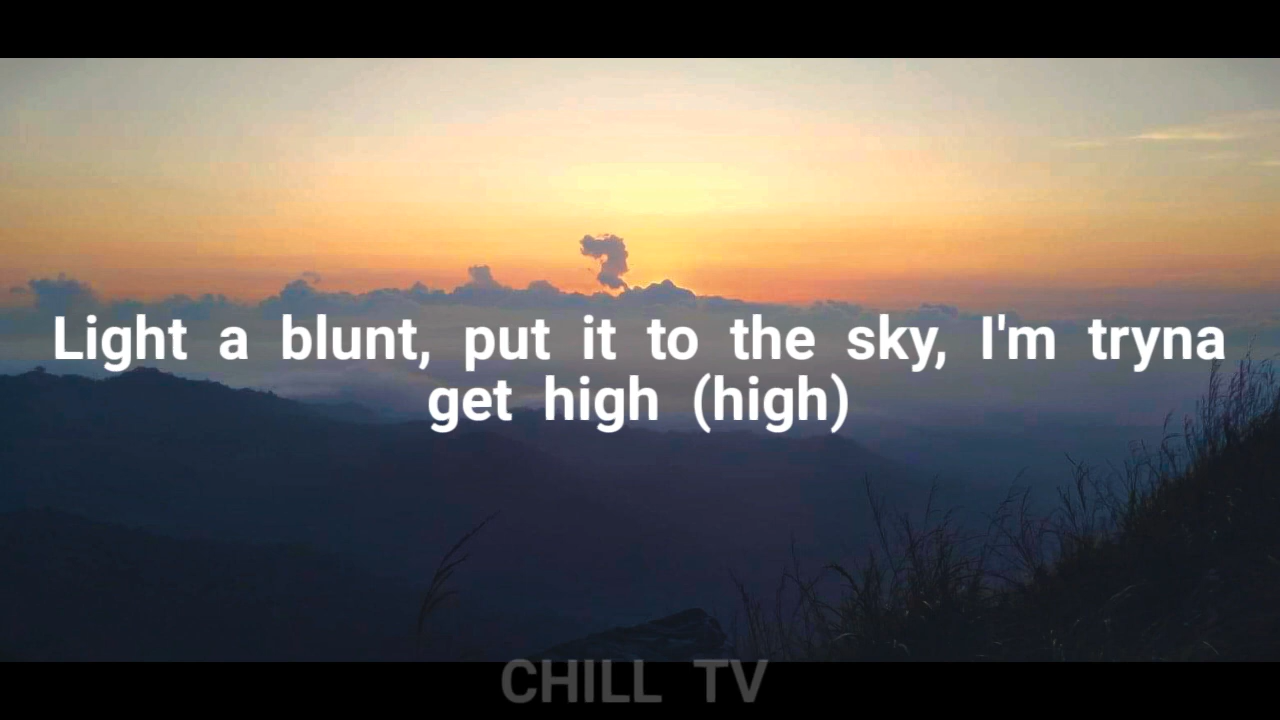 Light a blunt, put it to the sky, I'm tryna
get high (high)
CHILL TV